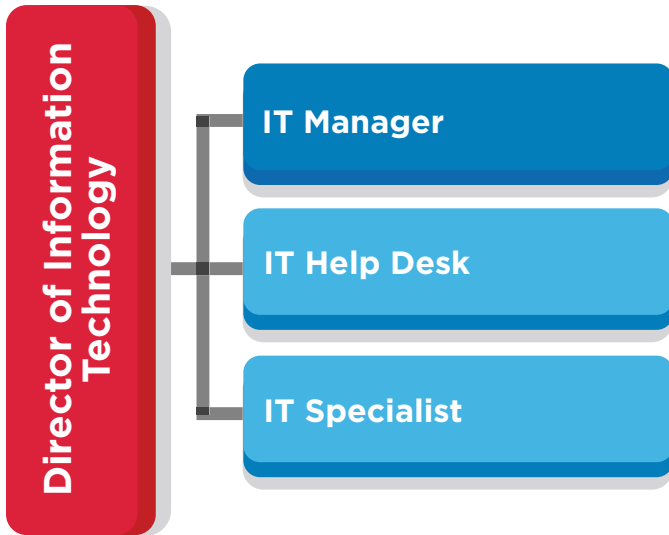 Director of Information
Technology
IT Manager
IT Help Desk
IT Specialist